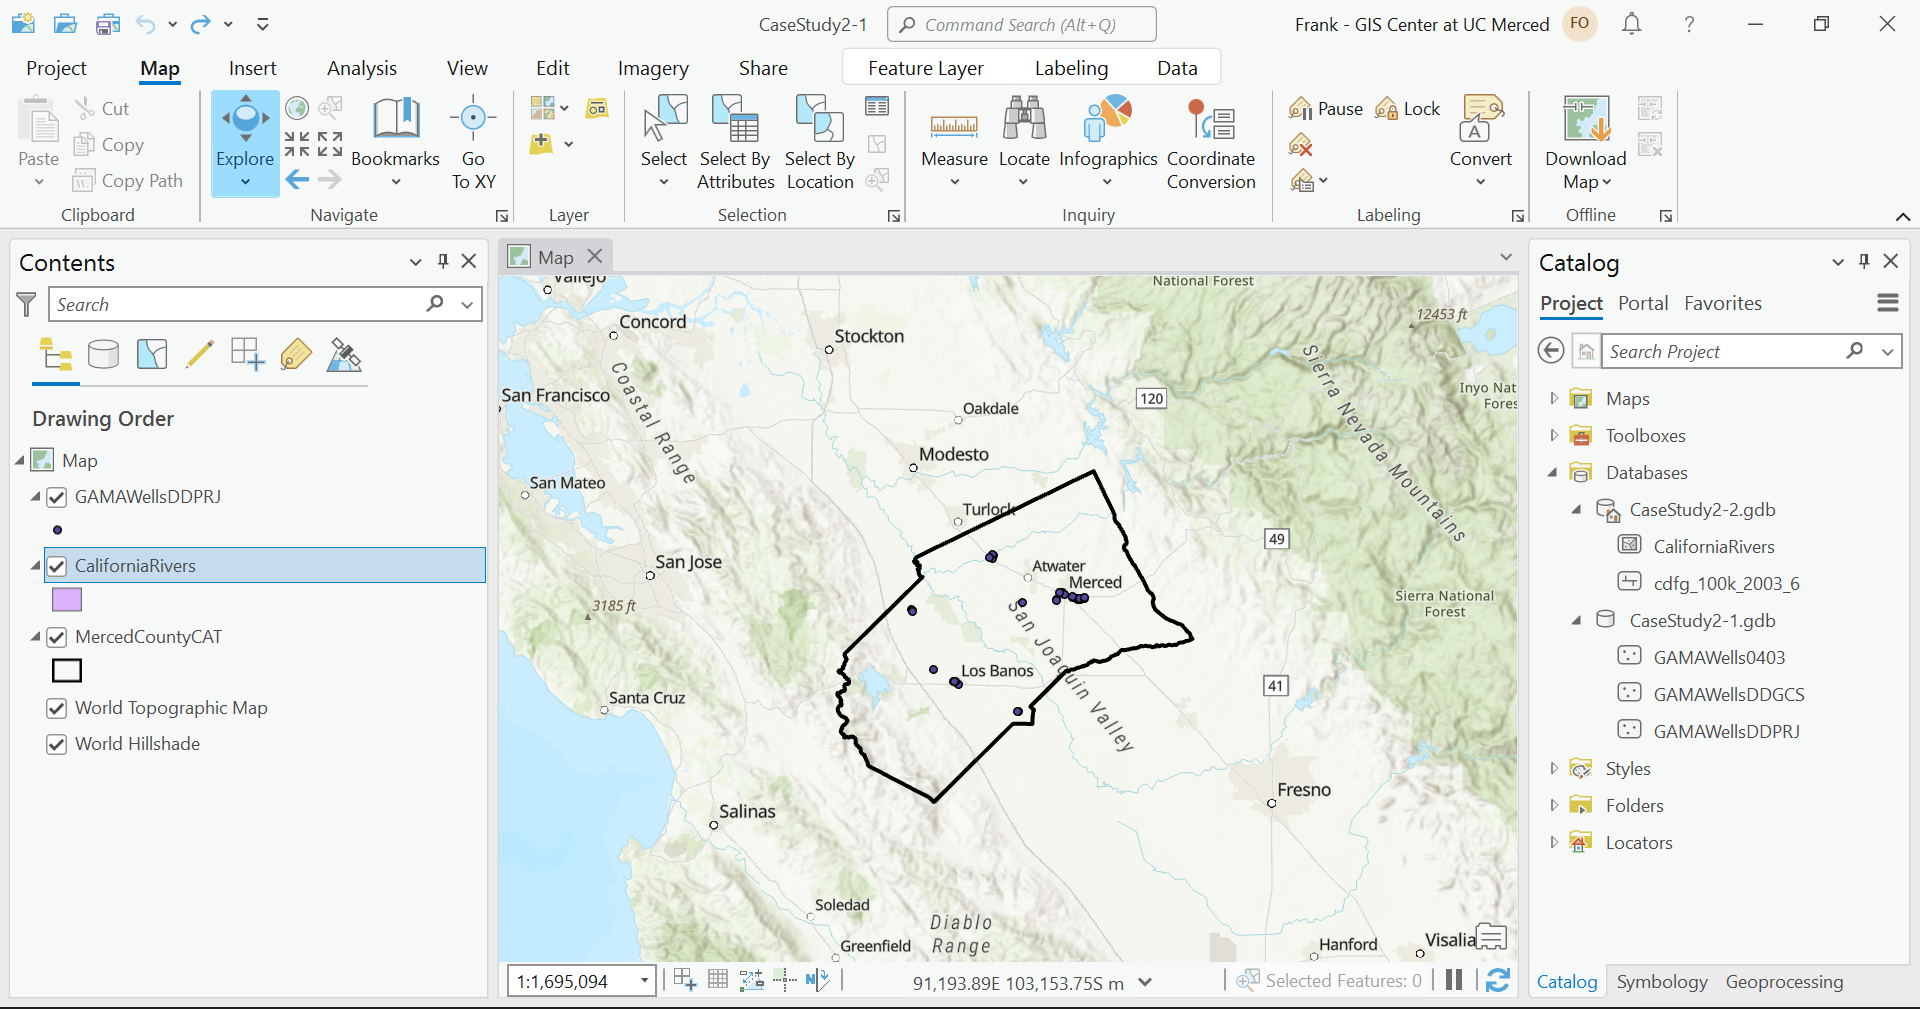 CaseStudy2-1
Command Search (Alt+Q)
Frank - GIS Center at UC Merced
FO
?
Project
Map
Insert
Analysis
View
Edit
Imagery
Share
Feature Layer
Labeling
Data
Paste
Cut
Copy
Copy Path
Clipboard
Explore
Bookmarks
Go
To XY
Navigate
Layer
Select
Select By
Attributes
Select By
Location
Selection
Measure
Locate
Infographics
Coordinate
Conversion
Inquiry
Pause
Lock
A
Convert
Labeling
Download
Map
Offline
Contents
Search
Drawing Order
Map
GAMAWellsDDPRJ
CaliforniaRivers
MercedCountyCAT
World Topographic Map
World Hillshade
Map
Vallejo
National Forest
Concord
12453 ft
Stockton
Coastal Range
Sierra Nevada Mountains
San Francisco
120
Inyo Nat
Fores
Oakdale
Modesto
San Mateo
Turlock
49
San Jose
Atwater
Merced
3185 ft
Sierra National
Forest
San Joaquin Valley
Los Banos
41
Santa Cruz
Fresno
Salinas
Soledad
Diablo
Range
Greenfield
Hanford
Visalia
1:1,695,094
N
91,193.89E 103,153.75S m
Selected Features: 0
Catalog
Project
Portal
Favorites
Search Project
Maps
Toolboxes
Databases
CaseStudy2-2.gdb
CaliforniaRivers
cdfg_100k_2003_6
CaseStudy2-1.gdb
GAMAWells0403
GAMAWellsDDGCS
GAMAWellsDDPRJ
Styles
Folders
Locators
Catalog
Symbology
Geoprocessing